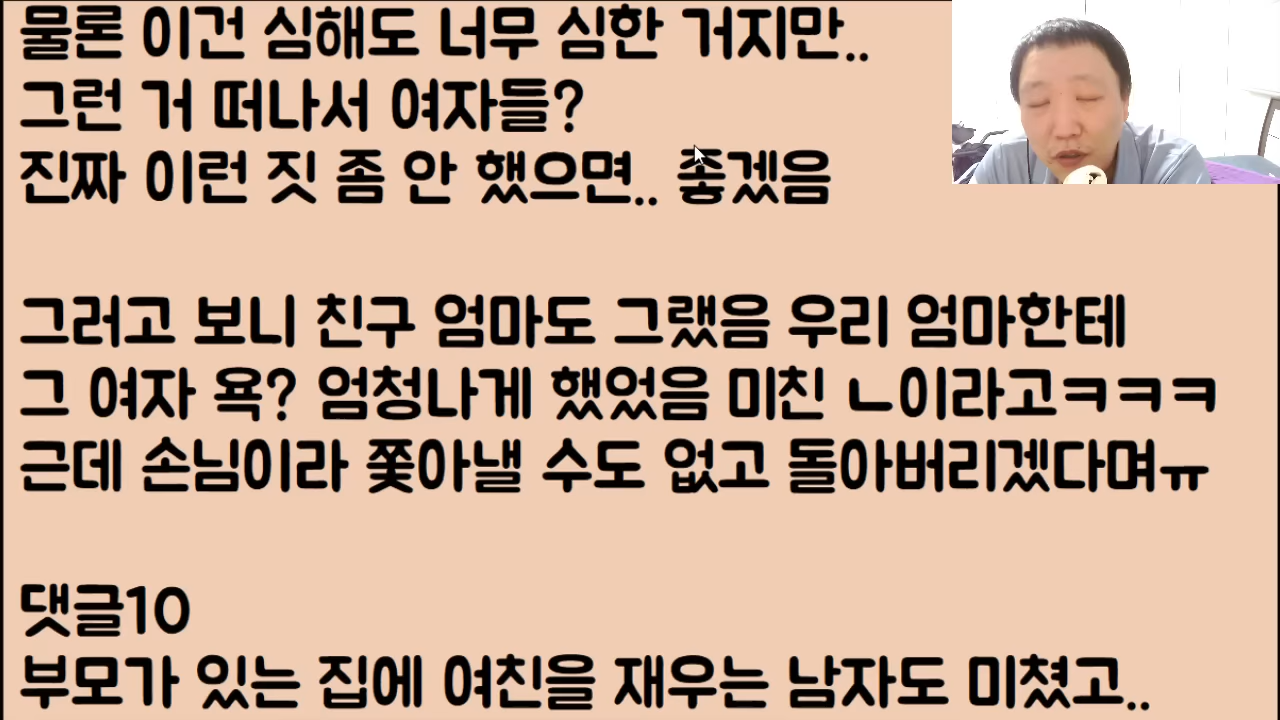 물론 이건 심해도 너무 심한 거지만..
그런 거 떠나서 여자들?
진짜 이런 짓 좀 안 했으면.. 좋겠음
그러고 보니 친구 엄마도 그랬음 우리 엄마한테
그 여자 욕? 엄청나게 했었음 미친 ㄴ이라고ㅋㅋㅋ
근데 손님이라 쫓아낼 수도 없고 돌아버리겠다며ㅠ
댓글10
부모가 있는 집에 여친을 재우는 남자도 미쳤고..